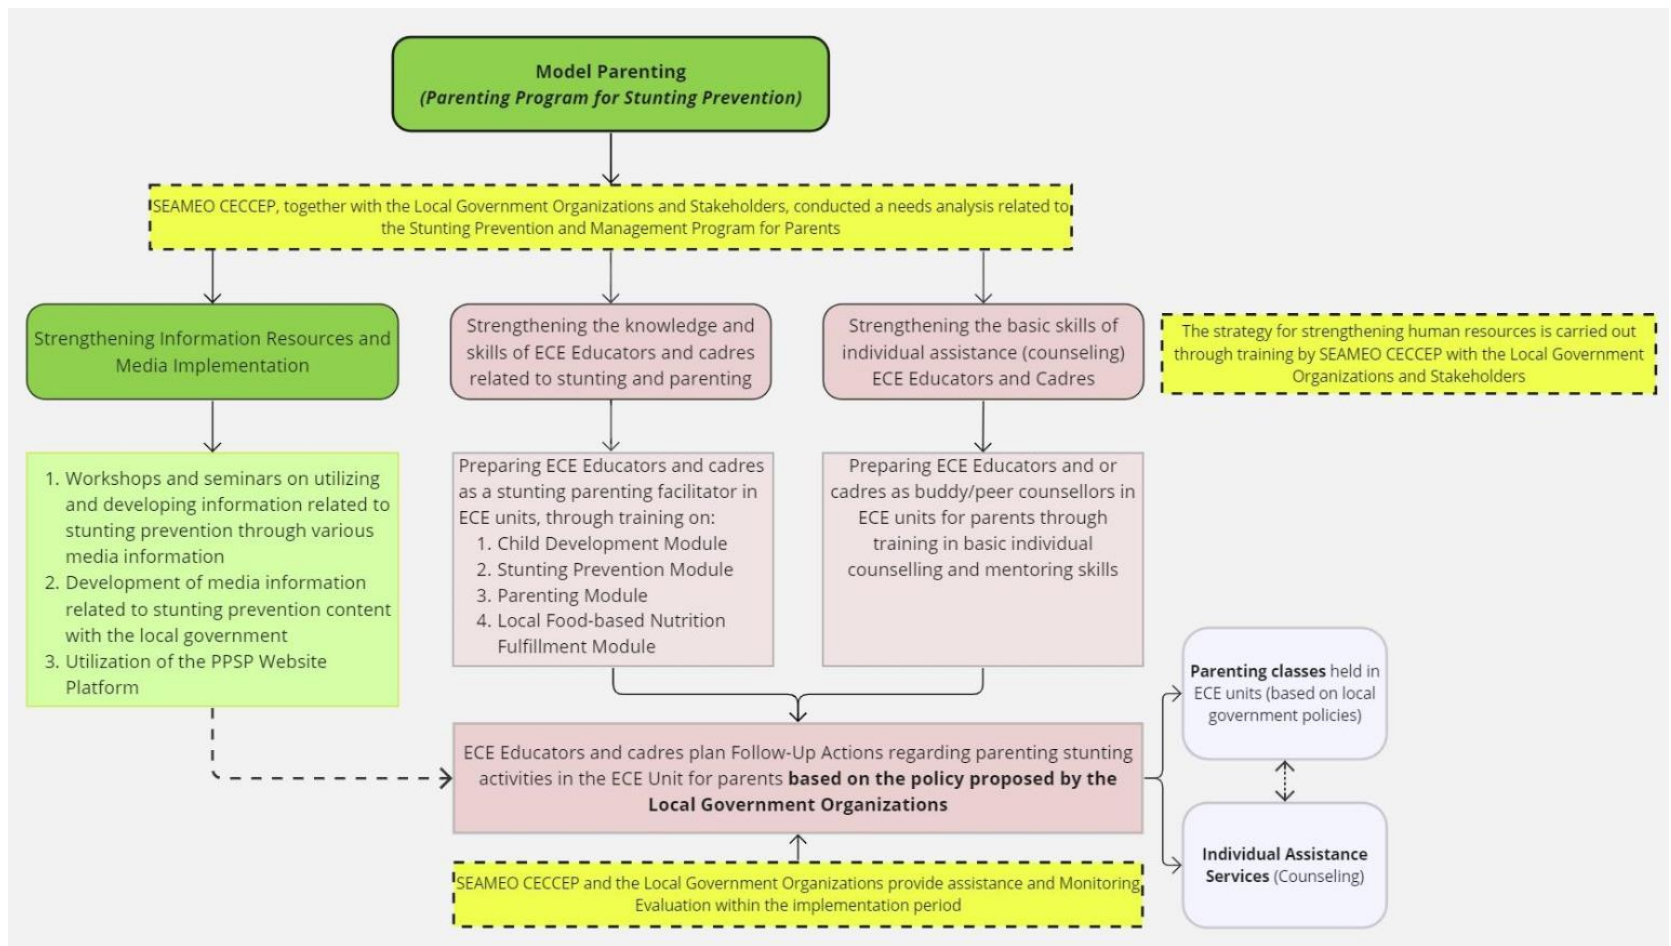 Model Parenting
(Parenting Program for Stunting Prevention)
SEAMEO CECCEP, together with the Local Government Organizations and Stakeholders, conducted a needs analysis related to
the Stunting Prevention and Management Program for Parents
Strengthening Information Resources and
Media Implementation
Strengthening the knowledge and
skills of ECE Educators and cadres
related to stunting and parenting
Strengthening the basic skills of
individual assistance (counseling)
ECE Educators and Cadres
The strategy for strengthening human resources is carried out
through training by SEAMEO CECCEP with the Local Government
Organizations and Stakeholders
1. Workshops and seminars on utilizing
and developing information related to
stunting prevention through various
media information
2. Development of media information
related to stunting prevention content
with the local government
3. Utilization of the PPSP Website
Platform
Preparing ECE Educators and cadres
as a stunting parenting facilitator in
ECE units, through training on:
1. Child Development Module
2. Stunting Prevention Module
3. Parenting Module
4. Local Food-based Nutrition
Fulfillment Module
Preparing ECE Educators and or
cadres as buddy/peer counsellors in
ECE units for parents through
training in basic individual
counselling and mentoring skills
ECE Educators and cadres plan Follow-Up Actions regarding parenting stunting
activities in the ECE Unit for parents based on the policy proposed by the
Local Government Organizations
Parenting classes held in
ECE units (based on local
government policies)
Individual Assistance
Services (Counseling)
SEAMEO CECCEP and the Local Government Organizations provide assistance and Monitoring
Evaluation within the implementation period